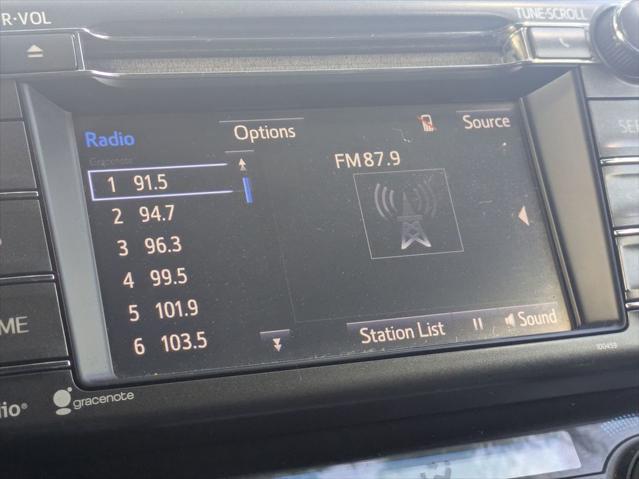 R·VOL
TUNE·SCROLL
Radio
Options
Source
Gracenote
FM 87.9
1 91.5
2 94.7
3 96.3
4 99.5
5 101.9
6 103.5
Station List
Sound
gracenote
100439